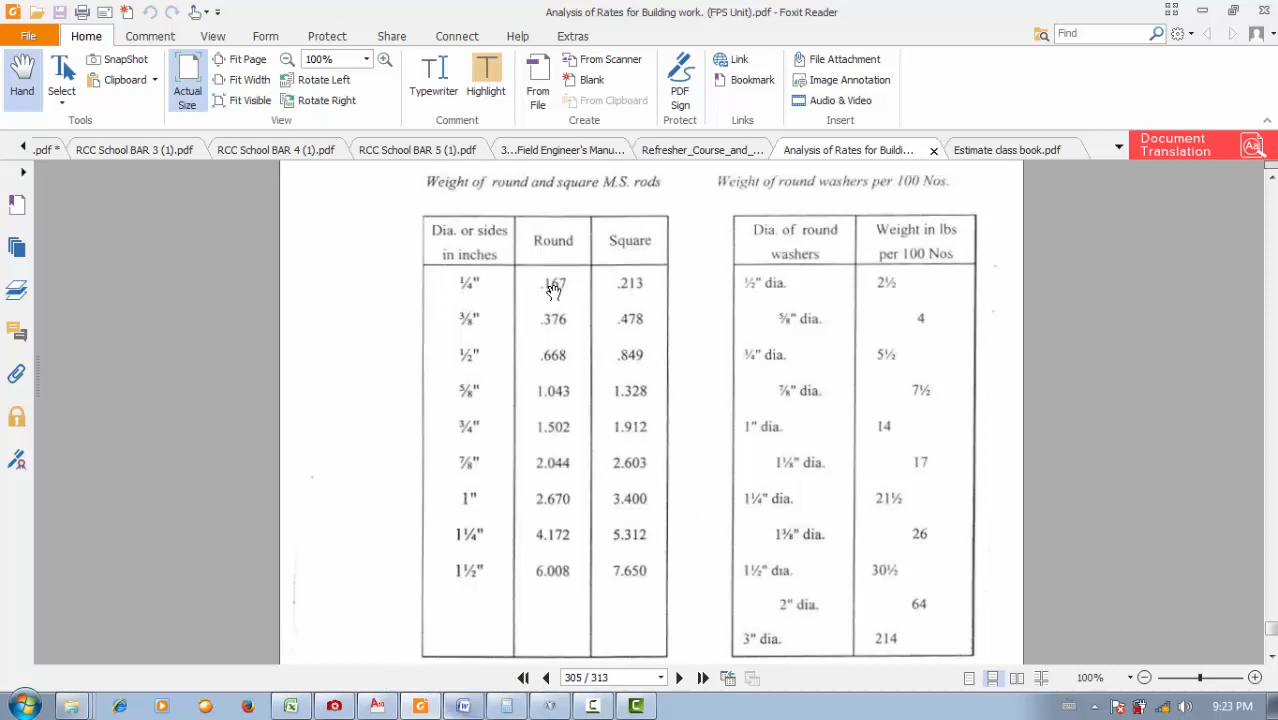 Analysis of Rates for Building work. (FPS Unit).pdf - Foxit Reader
File Home Comment View Form Protect Share Connect Help Extras Find
Hand
Select
SnapShot
Clipboard
Tools
Actual Size
Fit Page
Fit Width
Fit Visible
100%
Rotate Left
Rotate Right
View
Typewriter
Highlight
Comment
From File
From Scanner
Blank
From Clipboard
Create
PDF Sign
Protect
Link
Bookmark
Links
File Attachment
Image Annotation
Audio & Video
Insert
.pdf * RCC School BAR 3 (1).pdf RCC School BAR 4 (1).pdf RCC School BAR 5 (1).pdf 3...Field Engineer's Manu... Refresher_Course_and_... Analysis of Rates for Buildi... Estimate class book.pdf
Document Translation
Weight of round and square M.S. rods
Dia. or sides in inches Round Square
¼" .167 .213
⅜" .376 .478
½" .668 .849
⅝" 1.043 1.328
¾" 1.502 1.912
⅞" 2.044 2.603
1" 2.670 3.400
1¼" 4.172 5.312
1½" 6.008 7.650
Weight of round washers per 100 Nos.
Dia. of round washers Weight in lbs per 100 Nos
½" dia. 2½
⅝" dia. 4
¾" dia. 5½
⅞" dia. 7½
1" dia. 14
1⅛" dia. 17
1¼" dia. 21½
1⅜" dia. 26
1½" dia. 30½
2" dia. 64
3" dia. 214
305 / 313
100%
9:23 PM